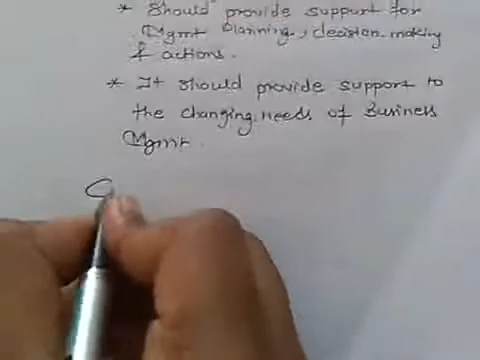 * Should provide support for
Mgmt Planning, decision-making
& actions.
* It should provide support to
the changing needs of Business
Mgmt.